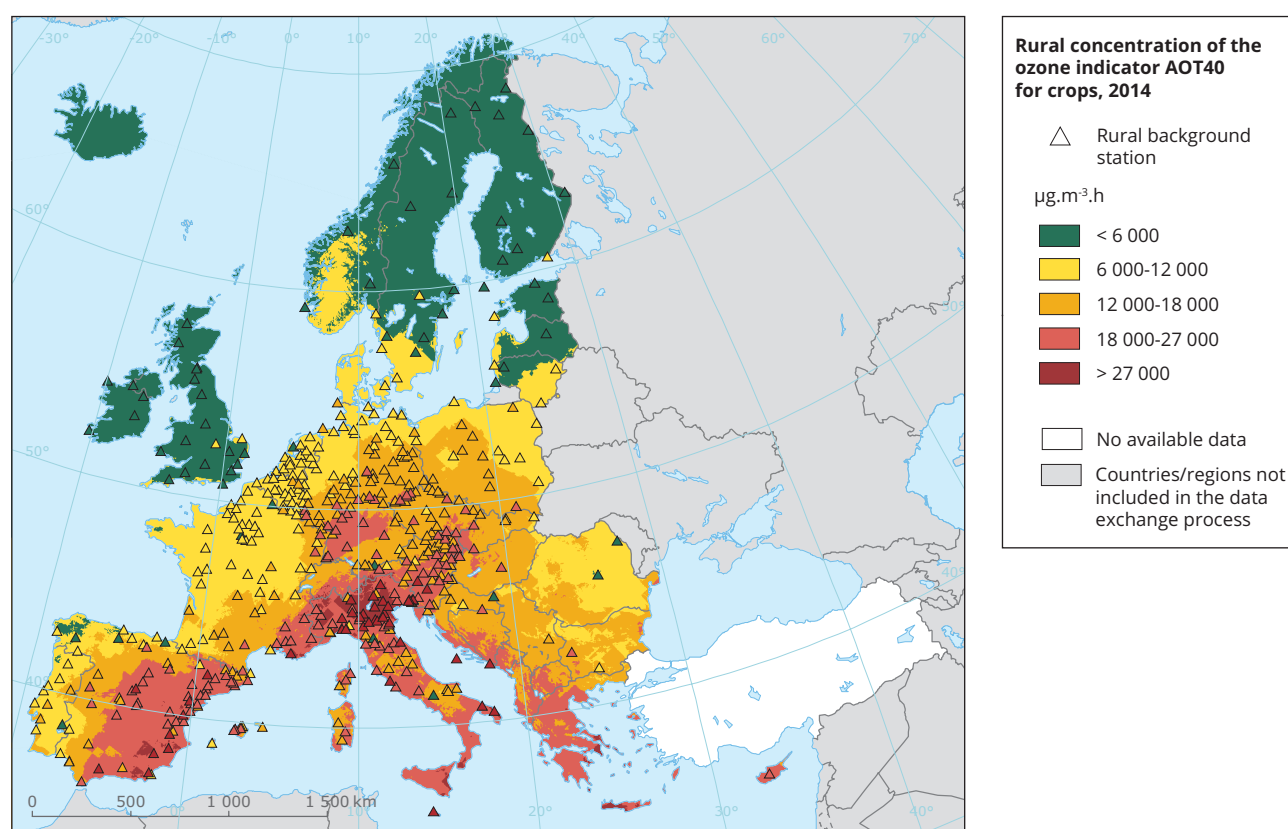 -30°
-20°
-10°
0°
10°
20°
30°
40°
60°
70°
60°
50°
50°
40°
40°
0
500
1 000
1 500 km
0°
10°
20°
30°
40°
Rural concentration of the
ozone indicator AOT40
for crops, 2014
Rural background
station
µg.m-3.h
< 6 000
6 000-12 000
12 000-18 000
18 000-27 000
> 27 000
No available data
Countries/regions not
included in the data
exchange process